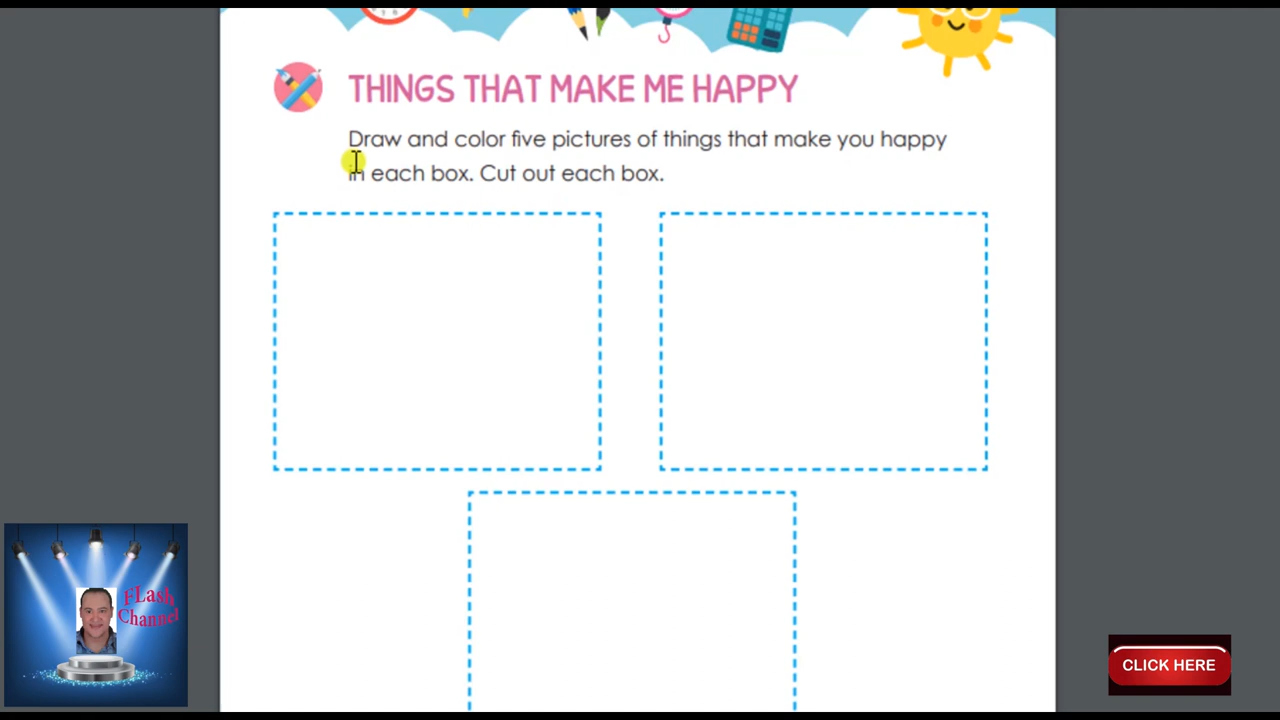 THINGS THAT MAKE ME HAPPY
Draw and color five pictures of things that make you happy
in each box. Cut out each box.
FLash
Channel
CLICK HERE